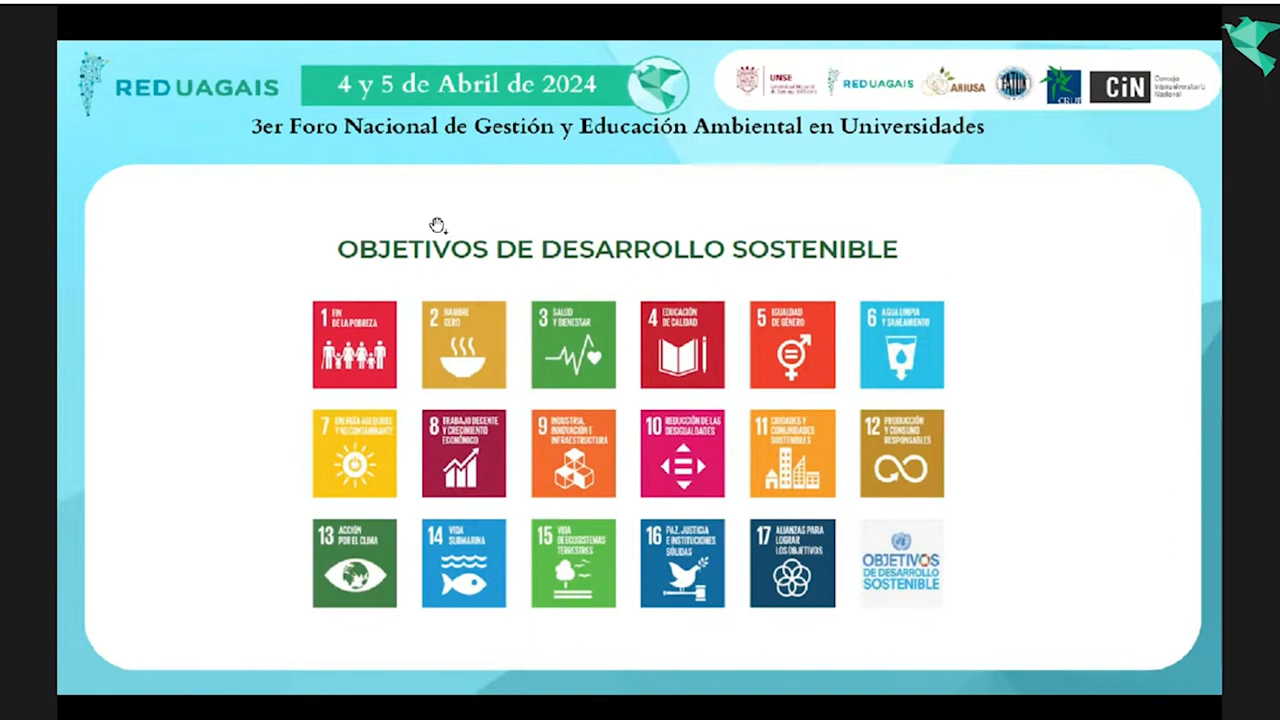 RED UAGAIS
4 y 5 de Abril de 2024
UNSE
REDUAGAIS
ARIUSA
CRUP
CiN
Consejo
Interuniversitario
Nacional
3er Foro Nacional de Gestión y Educación Ambiental en Universidades
OBJETIVOS DE DESARROLLO SOSTENIBLE
1 FIN
DE LA POBREZA
2 HAMBRE
CERO
3 SALUD
Y BIENESTAR
4 EDUCACIÓN
DE CALIDAD
5 IGUALDAD
DE GÉNERO
6 AGUA LIMPIA
Y SANEAMIENTO
7 ENERGÍA ASEQUIBLE
Y NO CONTAMINANTE
8 TRABAJO DECENTE
Y CRECIMIENTO
ECONÓMICO
9 INDUSTRIA,
INNOVACIÓN E
INFRAESTRUCTURA
10 REDUCCIÓN DE LAS
DESIGUALDADES
11 CIUDADES Y
COMUNIDADES
SOSTENIBLES
12 PRODUCCIÓN
Y CONSUMO
RESPONSABLES
13 ACCIÓN
POR EL CLIMA
14 VIDA
SUBMARINA
15 VIDA
DE ECOSISTEMAS
TERRESTRES
16 PAZ, JUSTICIA
E INSTITUCIONES
SÓLIDAS
17 ALIANZAS PARA
LOGRAR
LOS OBJETIVOS
OBJETIVOS
DE DESARROLLO
SOSTENIBLE